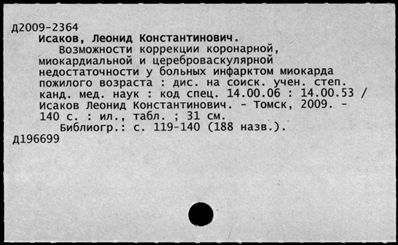 Д2009-2364
Исаков, Леонид Константинович.
Возможности коррекции коронарной,
миокардиальной и цереброваскулярной
недостаточности у больных инфарктом миокарда
пожилого возраста : дис. на соиск. учен. степ.
канд. мед. наук : код спец. 14.00.06 : 14.00.53 /
Исаков Леонид Константинович. - Томск, 2009. -
140 с. : ил., табл. ; 31 см.
Библиогр.: с. 119-140 (188 назв.).
Д196699